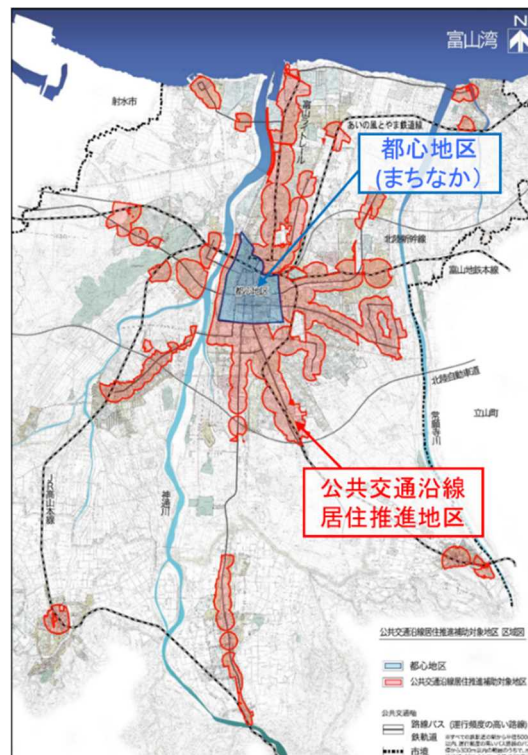 N
富山湾
射水市
富山ライトレール
あいの風とやま鉄道線
都心地区
(まちなか)
北陸新幹線
富山地鉄本線
都心地区
北陸自動車道
立山町
常願寺川
公共交通沿線
居住推進地区
JR高山本線
神通川
公共交通沿線居住推進補助対象地区 区域図
都心地区
公共交通沿線居住推進補助対象地区
公共交通軸
路線バス (運行頻度の高い路線)
鉄軌道
市境